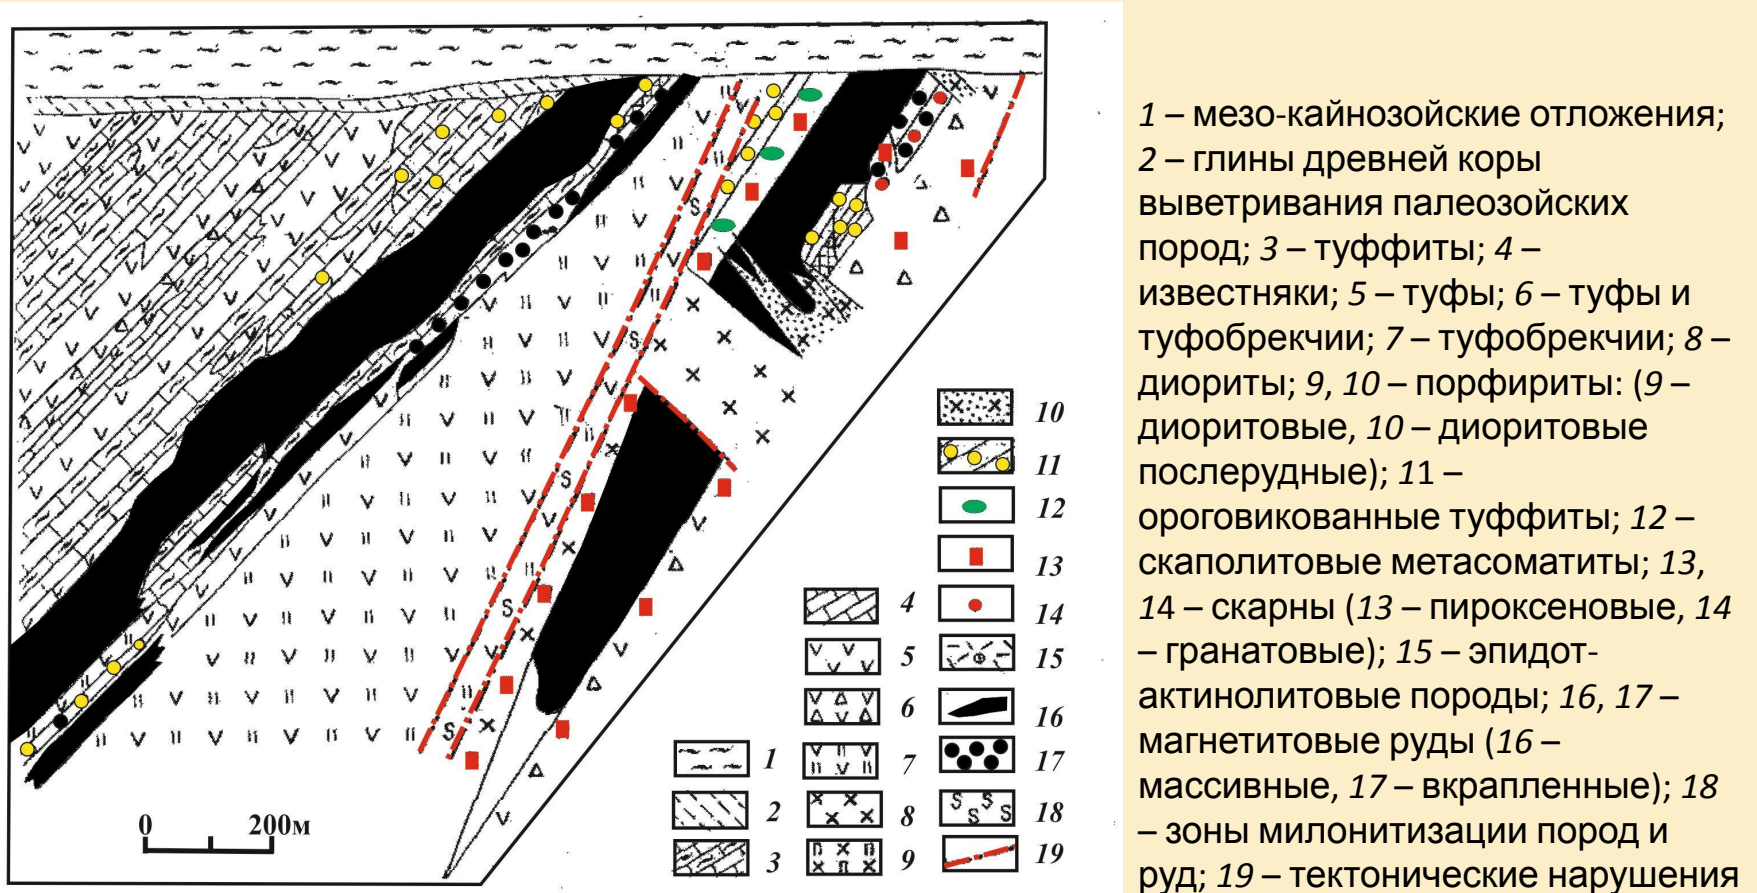 1 – мезо-кайнозойские отложения;
2 – глины древней коры
выветривания палеозойских
пород; 3 – туффиты; 4 –
известняки; 5 – туфы; 6 – туфы и
туфобрекчии; 7 – туфобрекчии; 8 –
диориты; 9, 10 – порфириты: (9 –
диоритовые, 10 – диоритовые
послерудные); 11 –
ороговикованные туффиты; 12 –
скаполитовые метасоматиты; 13,
14 – скарны (13 – пироксеновые, 14
– гранатовые); 15 – эпидот-
актинолитовые породы; 16, 17 –
магнетитовые руды (16 –
массивные, 17 – вкрапленные); 18
– зоны милонитизации пород и
руд; 19 – тектонические нарушения
10
11
12
13
4
14
5
15
6
16
1
7
17
2
8
18
3
9
19
0 200м